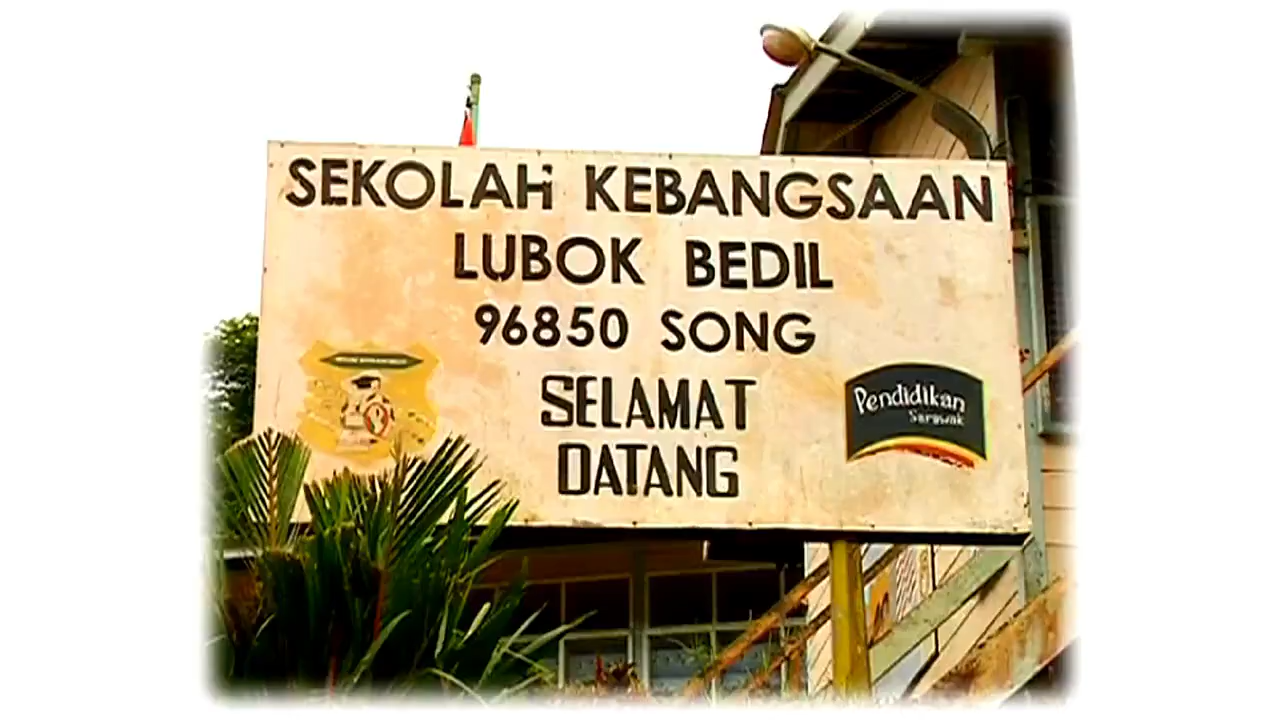 SEKOLAH KEBANGSAAN
LUBOK BEDIL
96850 SONG
SELAMAT
DATANG
Pendidikan
Sarawak